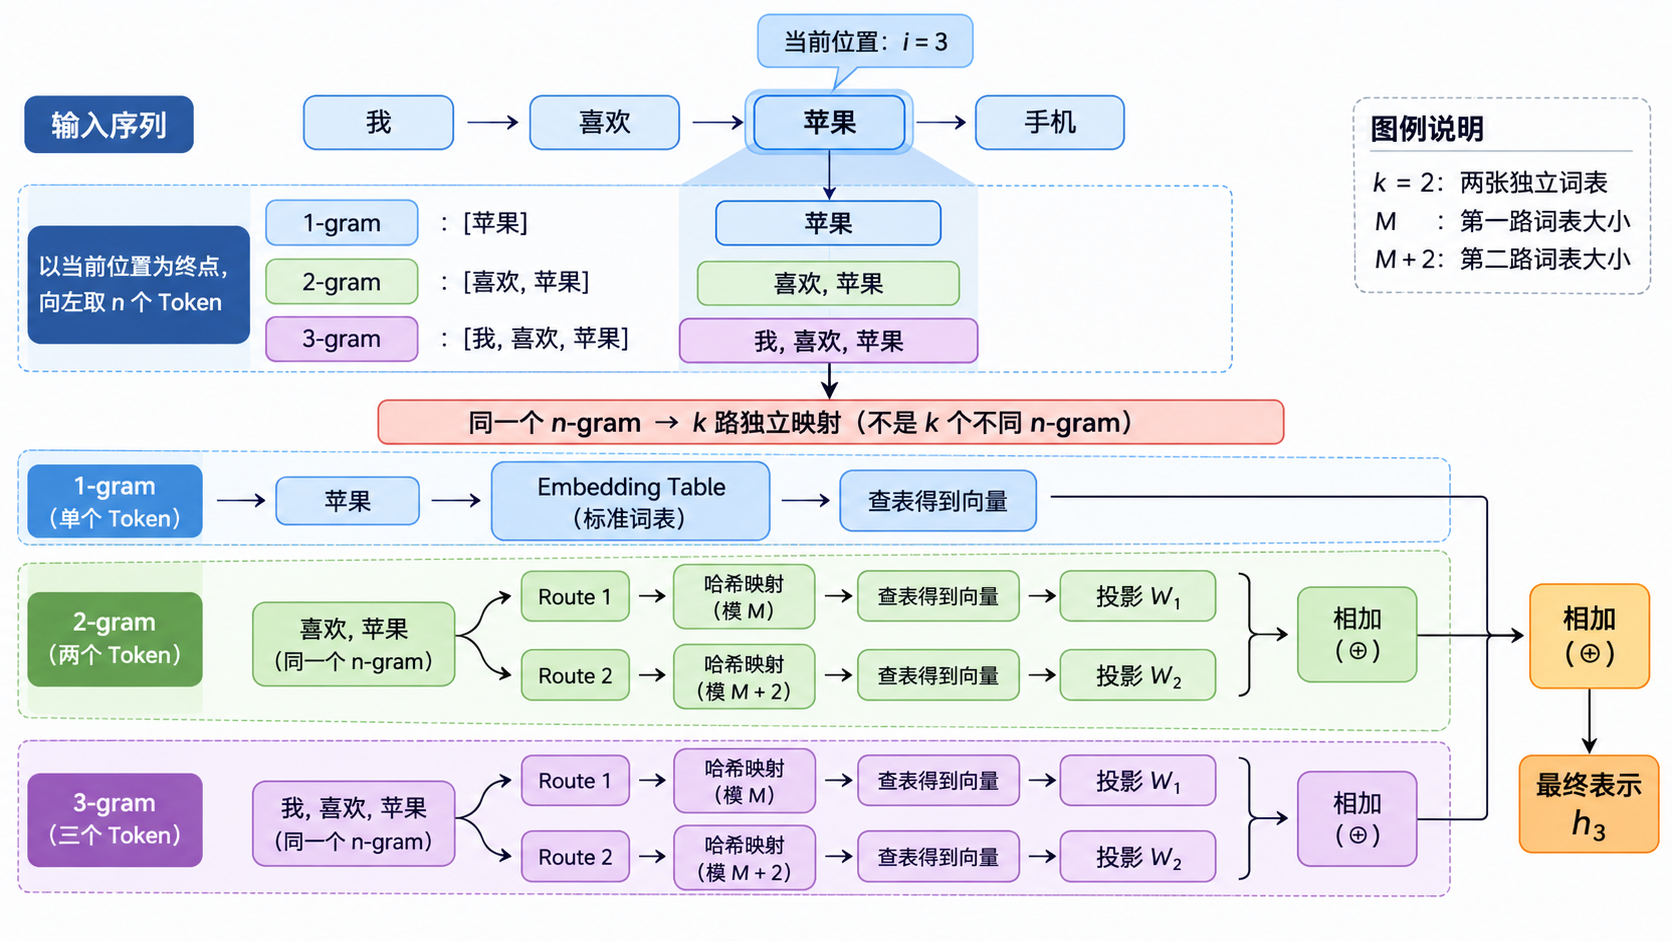 当前位置：i = 3
输入序列
我
喜欢
苹果
手机
图例说明
k = 2：两张独立词表
M ：第一路词表大小
M + 2：第二路词表大小
以当前位置为终点，
向左取 n 个 Token
1-gram ：[苹果]
苹果
2-gram ：[喜欢, 苹果]
喜欢, 苹果
3-gram ：[我, 喜欢, 苹果]
我, 喜欢, 苹果
同一个 n-gram → k 路独立映射（不是 k 个不同 n-gram）
1-gram
（单个 Token）
苹果
Embedding Table
（标准词表）
查表得到向量
2-gram
（两个 Token）
喜欢, 苹果
（同一个 n-gram）
Route 1
哈希映射
（模 M）
查表得到向量
投影 W₁
Route 2
哈希映射
（模 M + 2）
查表得到向量
投影 W₂
相加
（⊕）
3-gram
（三个 Token）
我, 喜欢, 苹果
（同一个 n-gram）
Route 1
哈希映射
（模 M）
查表得到向量
投影 W₁
Route 2
哈希映射
（模 M + 2）
查表得到向量
投影 W₂
相加
（⊕）
相加
（⊕）
最终表示
h₃